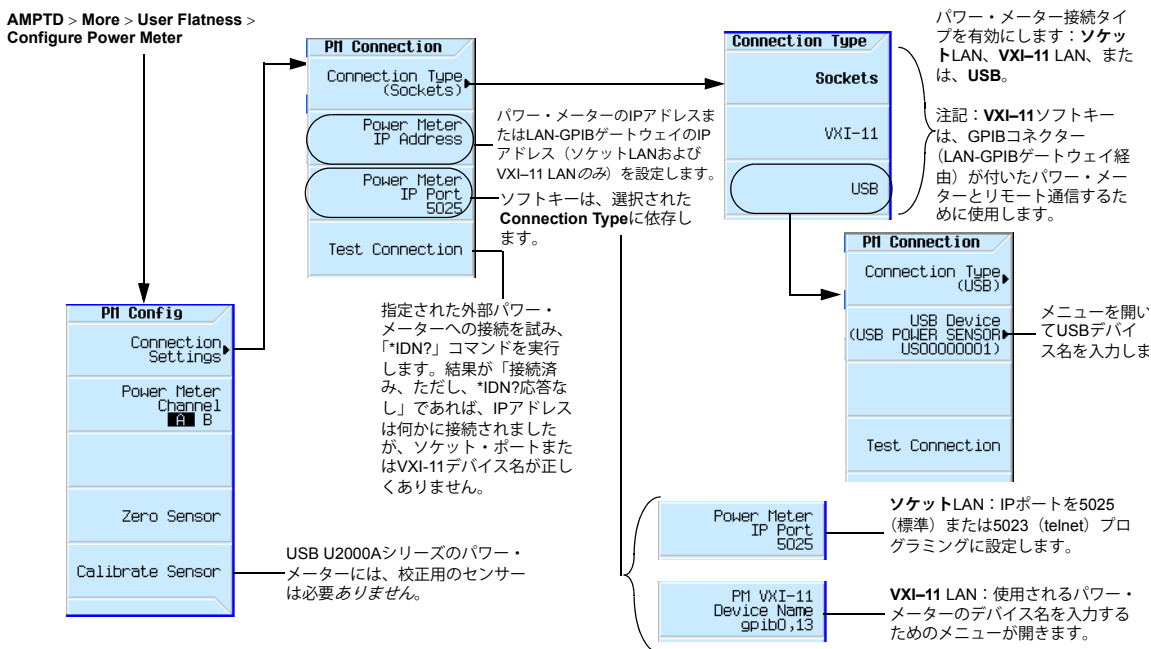 AMPTD > More > User Flatness >
Configure Power Meter
PM Connection
Connection Type
(Sockets)
Power Meter
IP Address
Power Meter
IP Port
5025
Test Connection
パワー・メーターのIPアドレスま
たはLAN-GPIBゲートウェイのIP
アドレス（ソケットLANおよび
VXI–11 LANのみ）を設定します。
ソフトキーは、選択された
Connection Typeに依存し
ます。
Connection Type
Sockets
VXI-11
USB
パワー・メーター接続タイ
プを有効にします：ソケッ
トLAN、VXI–11 LAN、また
は、USB。
注記：VXI–11ソフトキー
は、GPIBコネクター
（LAN-GPIBゲートウェイ経
由）が付いたパワー・メー
ターとリモート通信するた
めに使用します。
PM Connection
Connection Type
(USB)
USB Device
(USB POWER SENSOR
US00000001)
Test Connection
メニューを開い
てUSBデバイ
ス名を入力しま
PM Config
Connection
Settings
Power Meter
Channel
A B
Zero Sensor
Calibrate Sensor
指定された外部パワー・
メーターへの接続を試み、
「*IDN?」コマンドを実行
します。結果が「接続済
み、ただし、*IDN?応答な
し」であれば、IPアドレス
は何かに接続されました
が、ソケット・ポートまた
はVXI-11デバイス名が正し
くありません。
USB U2000Aシリーズのパワー・
メーターには、校正用のセンサー
は必要ありません。
Power Meter
IP Port
5025
ソケットLAN：IPポートを5025
（標準）または5023（telnet）プロ
グラミングに設定します。
PM VXI-11
Device Name
gpib0,13
VXI–11 LAN：使用されるパワー・
メーターのデバイス名を入力する
ためのメニューが開きます。